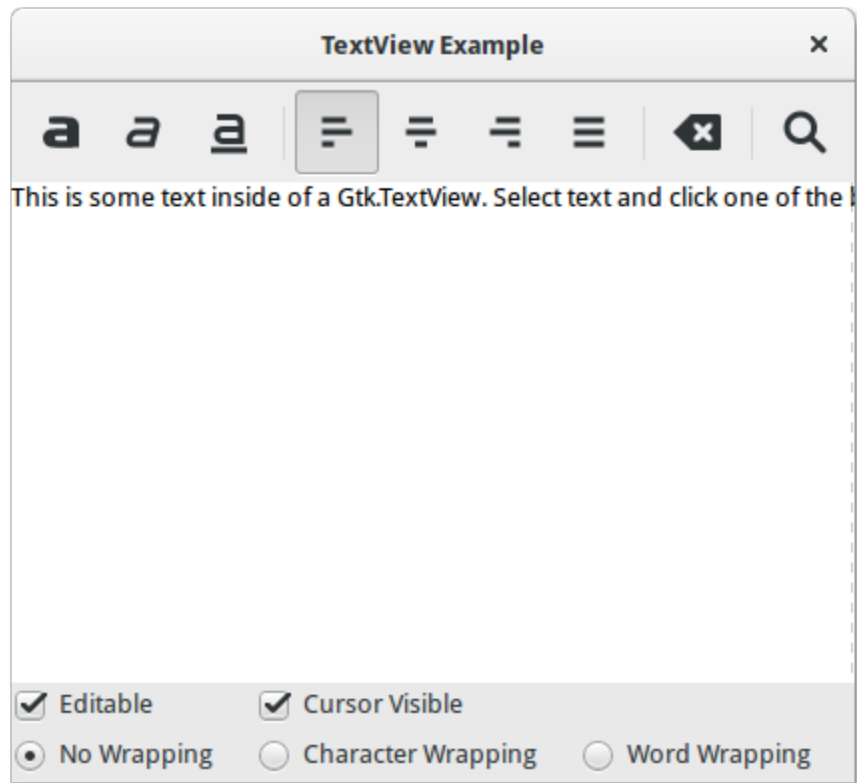 TextView Example
a a a
This is some text inside of a Gtk.TextView. Select text and click one of the
Editable Cursor Visible
No Wrapping Character Wrapping Word Wrapping